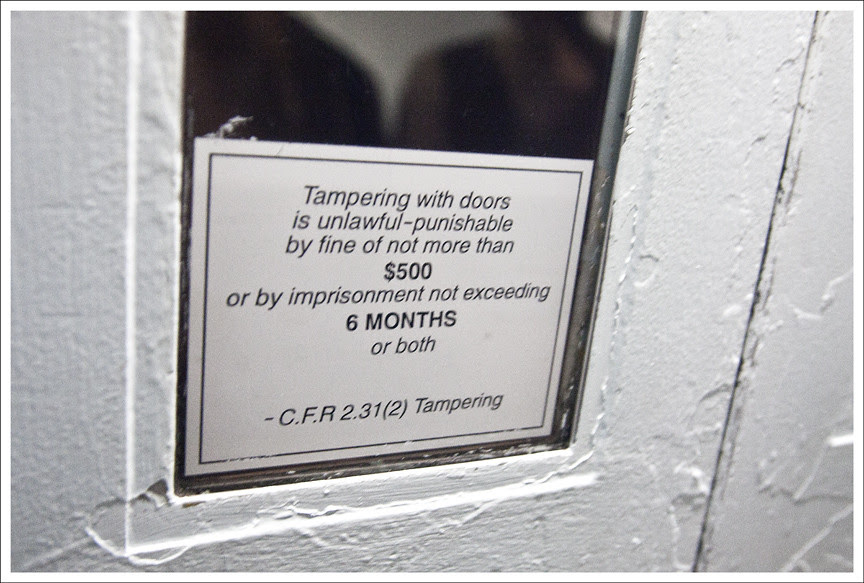 Tampering with doors
is unlawful-punishable
by fine of not more than
$500
or by imprisonment not exceeding
6 MONTHS
or both
- C.F.R 2.31(2) Tampering